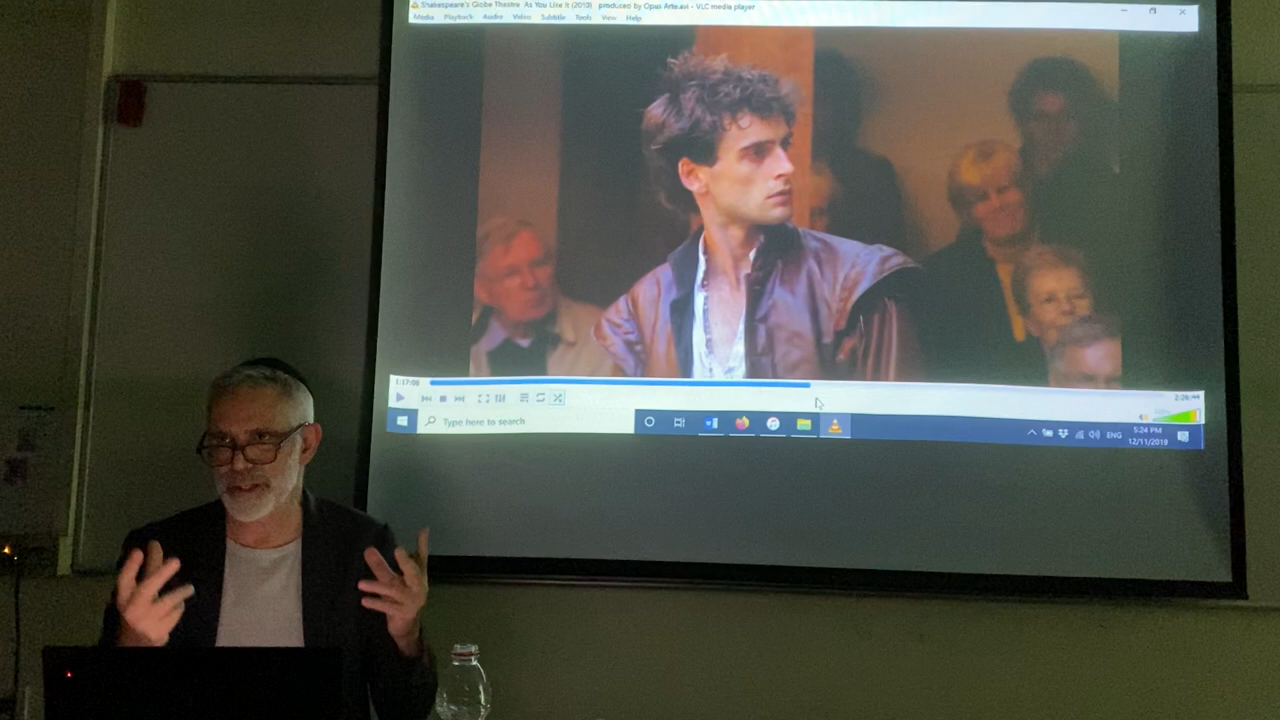 Shakespeare's Globe Theatre As You Like It (2010) produced by Opus Arte.avi - VLC media player
Media Playback Audio Video Subtitle Tools View Help
1:17:08
2:26:44
Type here to search
ENG
5:24 PM
12/11/2019